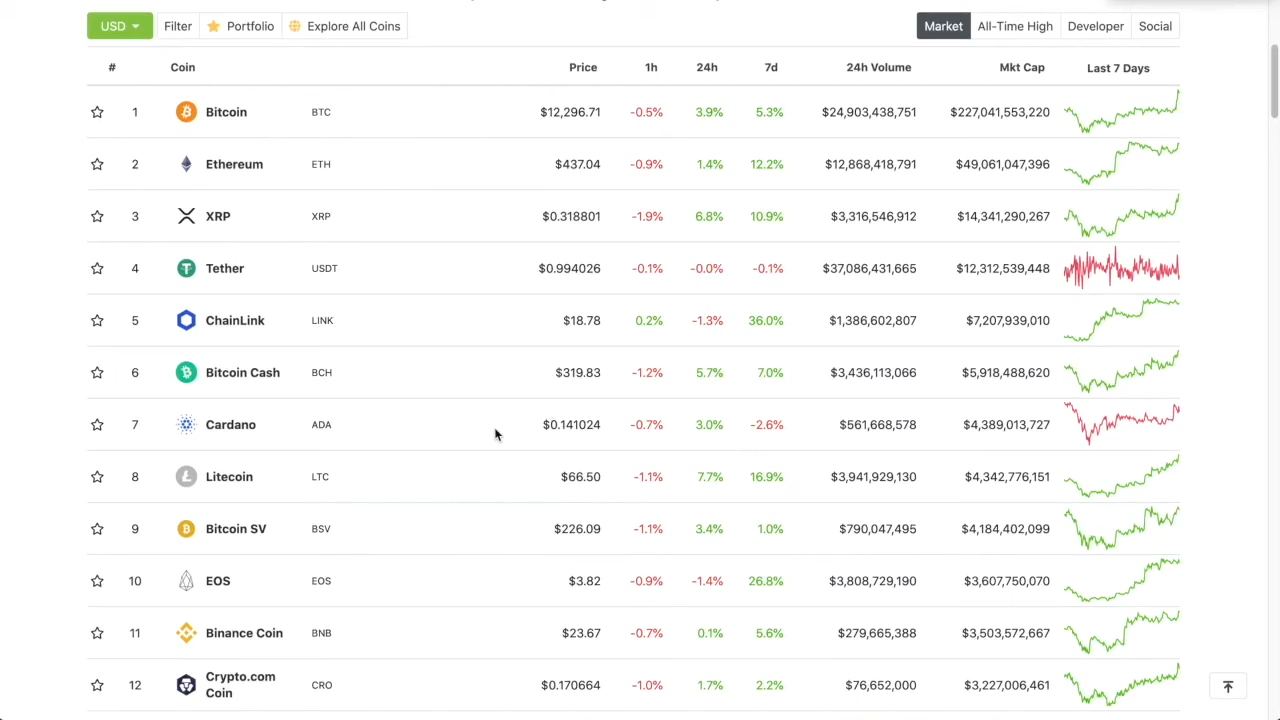 USD Filter Portfolio Explore All Coins Market All-Time High Developer Social
# Coin Price 1h 24h 7d 24h Volume Mkt Cap Last 7 Days
1 Bitcoin BTC $12,296.71 -0.5% 3.9% 5.3% $24,903,438,751 $227,041,553,220
2 Ethereum ETH $437.04 -0.9% 1.4% 12.2% $12,868,418,791 $49,061,047,396
3 XRP XRP $0.318801 -1.9% 6.8% 10.9% $3,316,546,912 $14,341,290,267
4 Tether USDT $0.994026 -0.1% -0.0% -0.1% $37,086,431,665 $12,312,539,448
5 ChainLink LINK $18.78 0.2% -1.3% 36.0% $1,386,602,807 $7,207,939,010
6 Bitcoin Cash BCH $319.83 -1.2% 5.7% 7.0% $3,436,113,066 $5,918,488,620
7 Cardano ADA $0.141024 -0.7% 3.0% -2.6% $561,668,578 $4,389,013,727
8 Litecoin LTC $66.50 -1.1% 7.7% 16.9% $3,941,929,130 $4,342,776,151
9 Bitcoin SV BSV $226.09 -1.1% 3.4% 1.0% $790,047,495 $4,184,402,099
10 EOS EOS $3.82 -0.9% -1.4% 26.8% $3,808,729,190 $3,607,750,070
11 Binance Coin BNB $23.67 -0.7% 0.1% 5.6% $279,665,388 $3,503,572,667
12 Crypto.com
Coin CRO $0.170664 -1.0% 1.7% 2.2% $76,652,000 $3,227,006,461